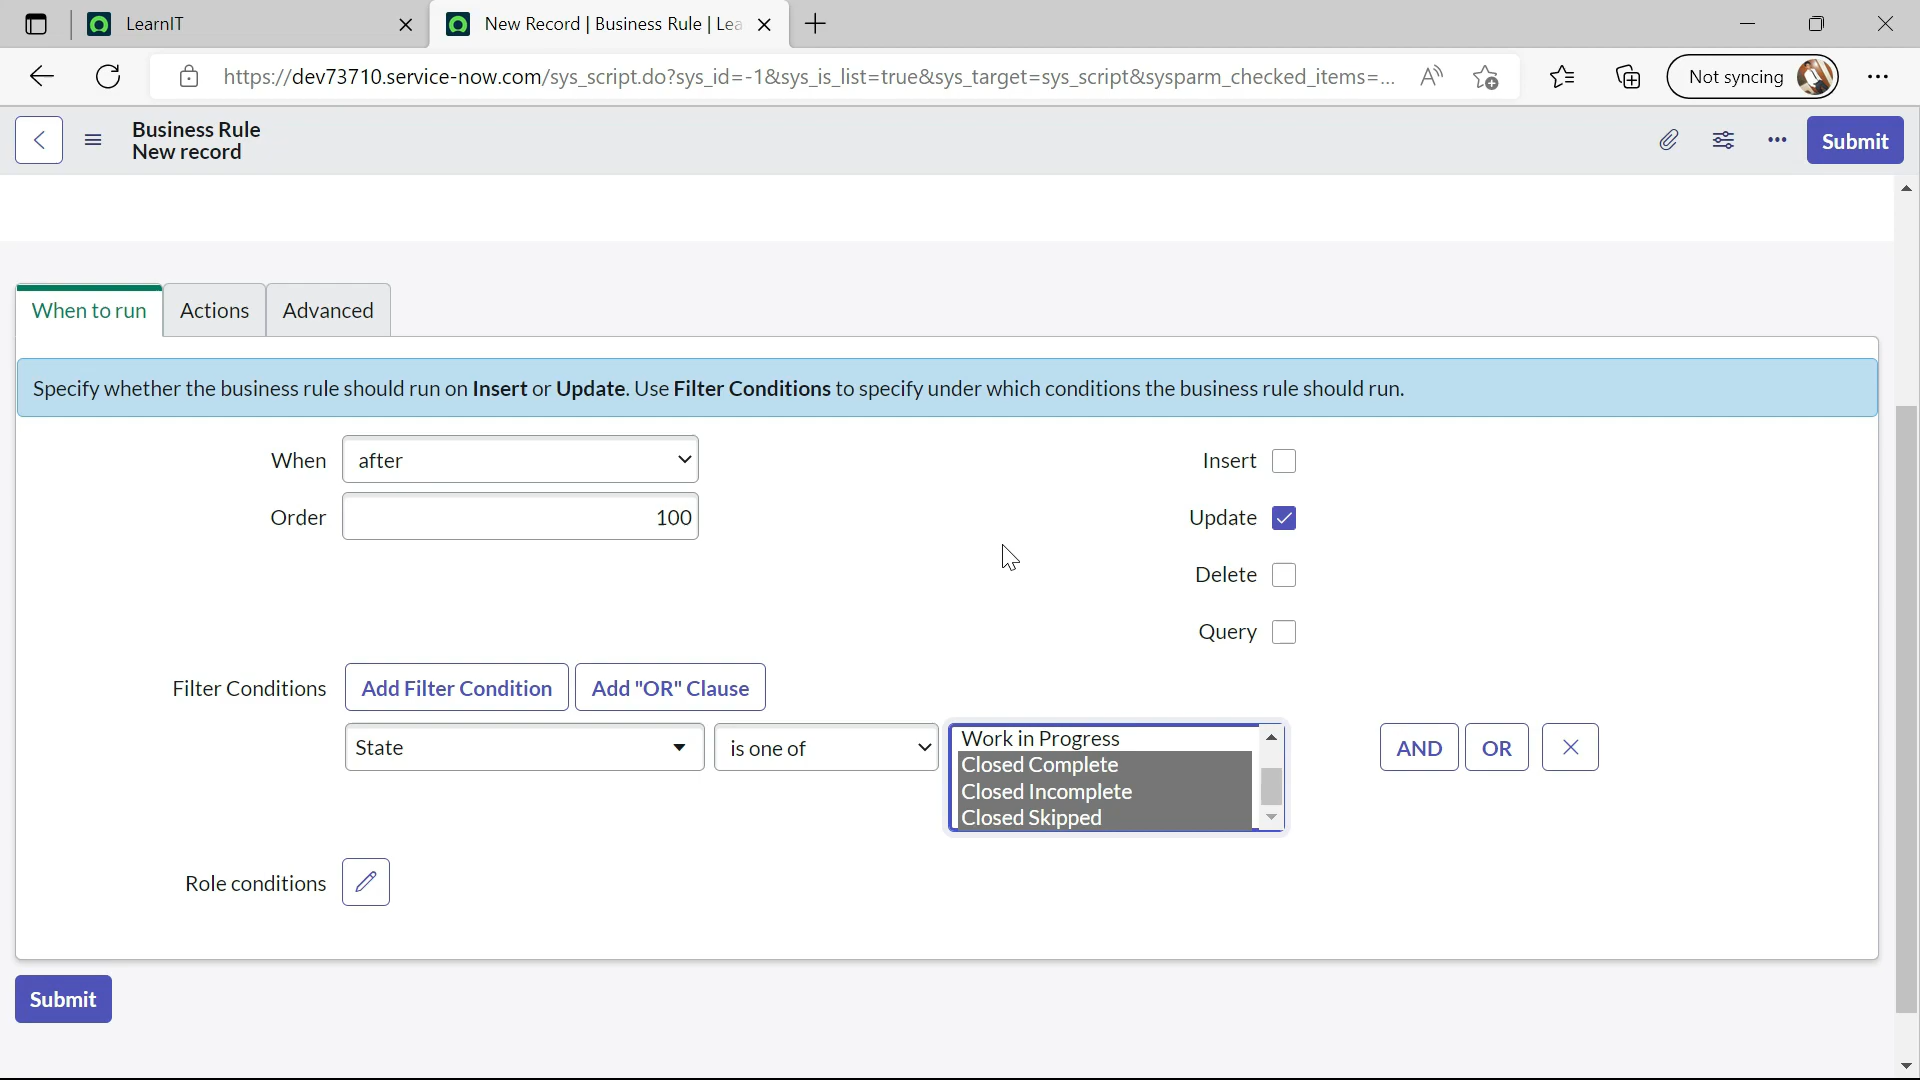 LearnIT
New Record | Business Rule | Lea
https://dev73710.service-now.com/sys_script.do?sys_id=-1&sys_is_list=true&sys_target=sys_script&sysparm_checked_items=...
Not syncing
Business Rule
New record
Submit
When to run
Actions
Advanced
Specify whether the business rule should run on Insert or Update. Use Filter Conditions to specify under which conditions the business rule should run.
When
after
Insert
Order
100
Update
Delete
Query
Filter Conditions
Add Filter Condition
Add "OR" Clause
State
is one of
Work in Progress
Closed Complete
Closed Incomplete
Closed Skipped
AND
OR
Role conditions
Submit